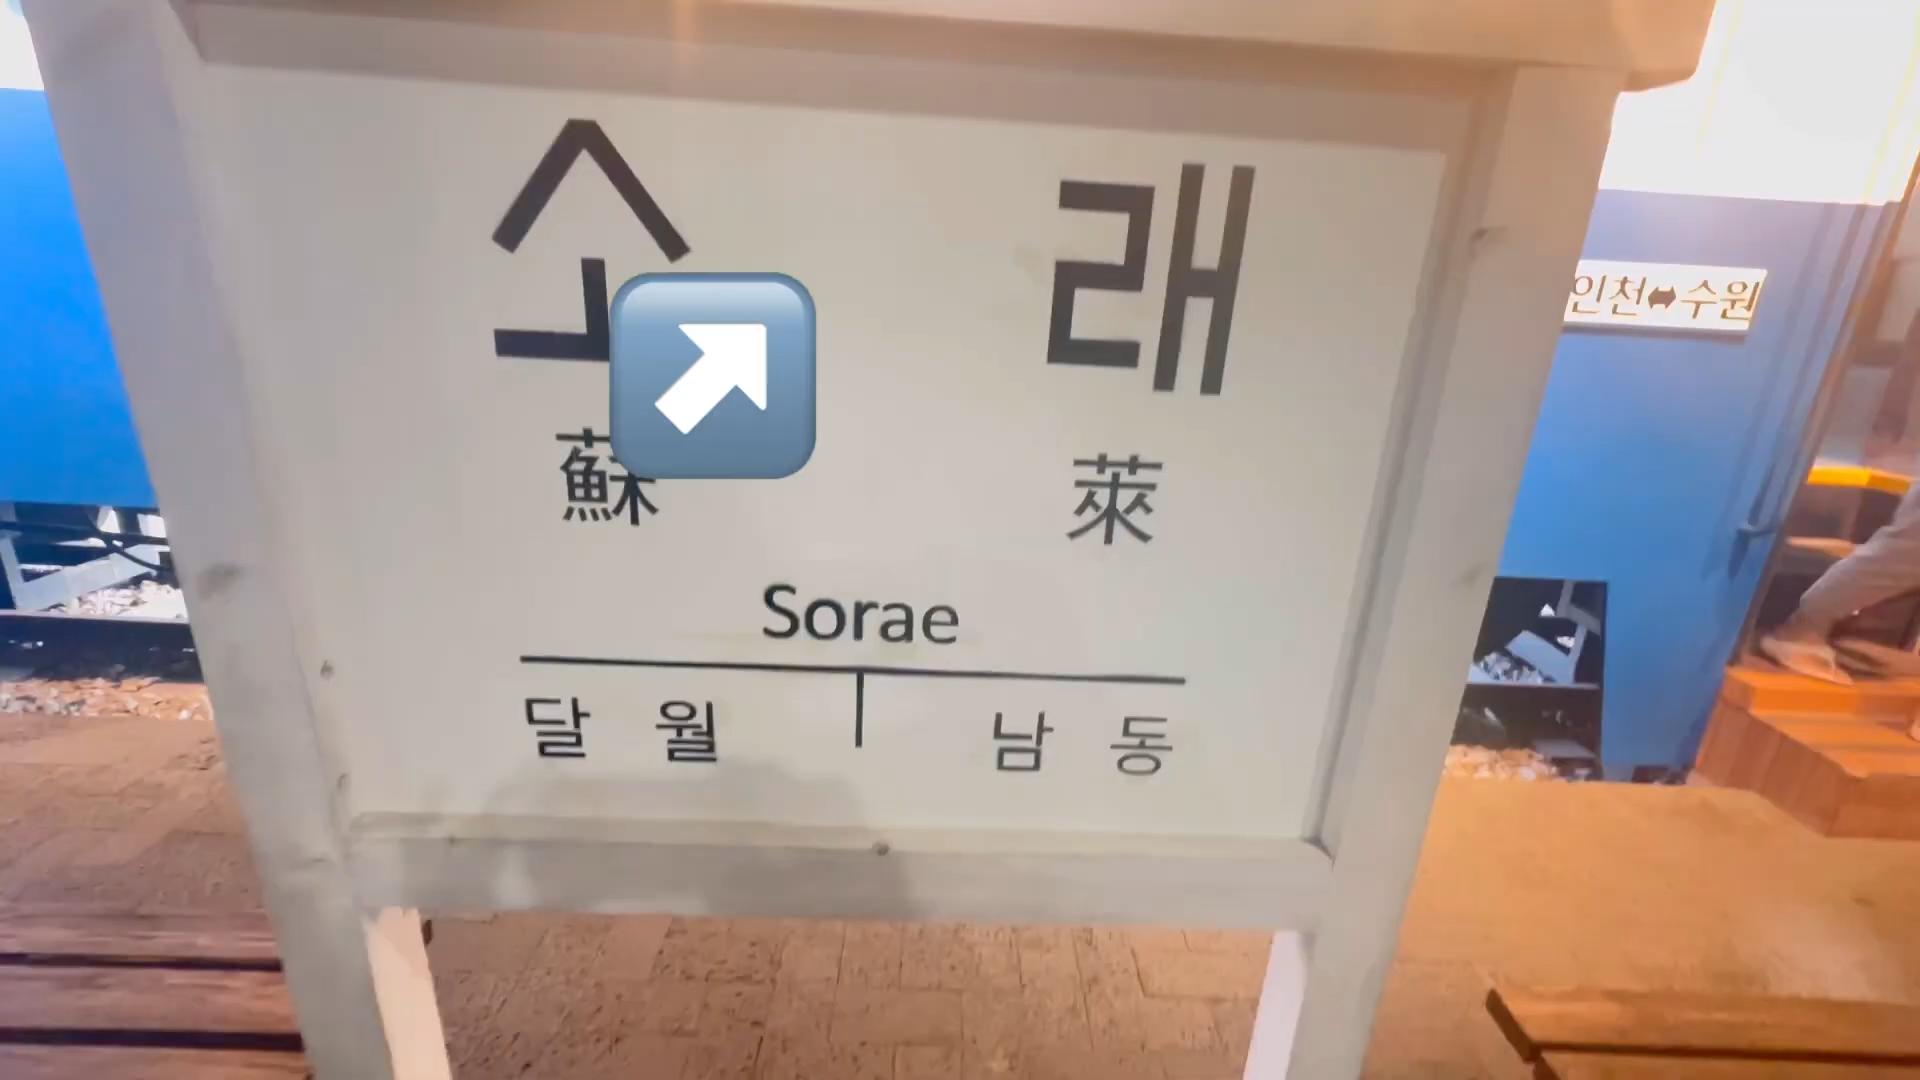 소 래
蘇 萊
Sorae
달 월 남 동
인천↔수원